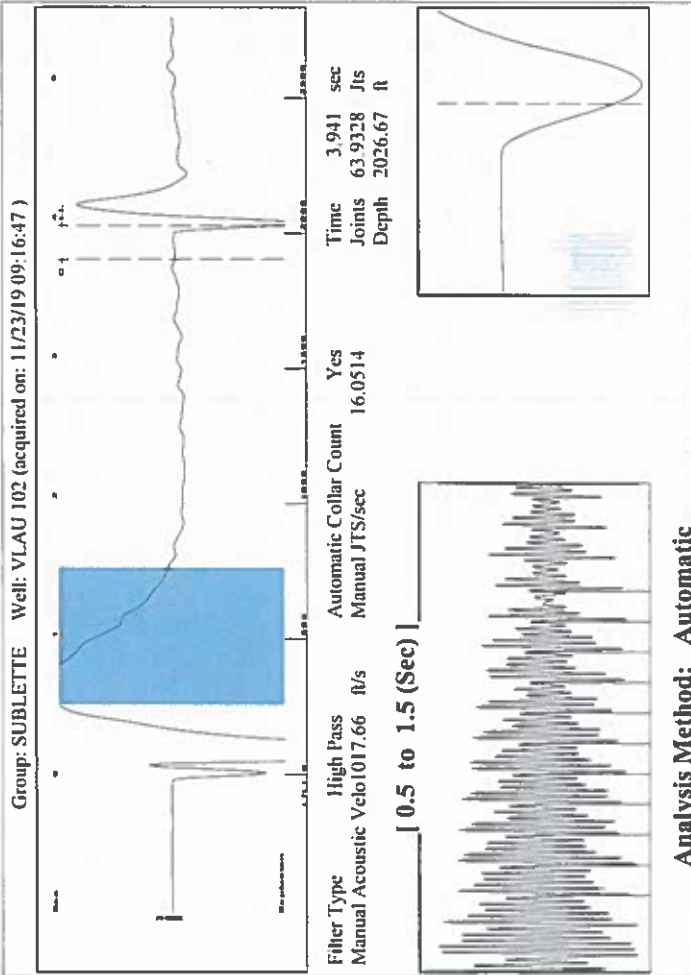 Group: SUBLETTE Well: VLAU 102 (acquired on: 11/23/19 09:16:47 )
Filter Type High Pass Automatic Collar Count Yes Time 3.941 sec
Manual Acoustic Velo 1017.66 ft/s Manual JTS/sec 16.0514 Joints 63.9328 Jts
Depth 2026.67 ft
[ 0.5 to 1.5 (Sec) ]
Analysis Method: Automatic